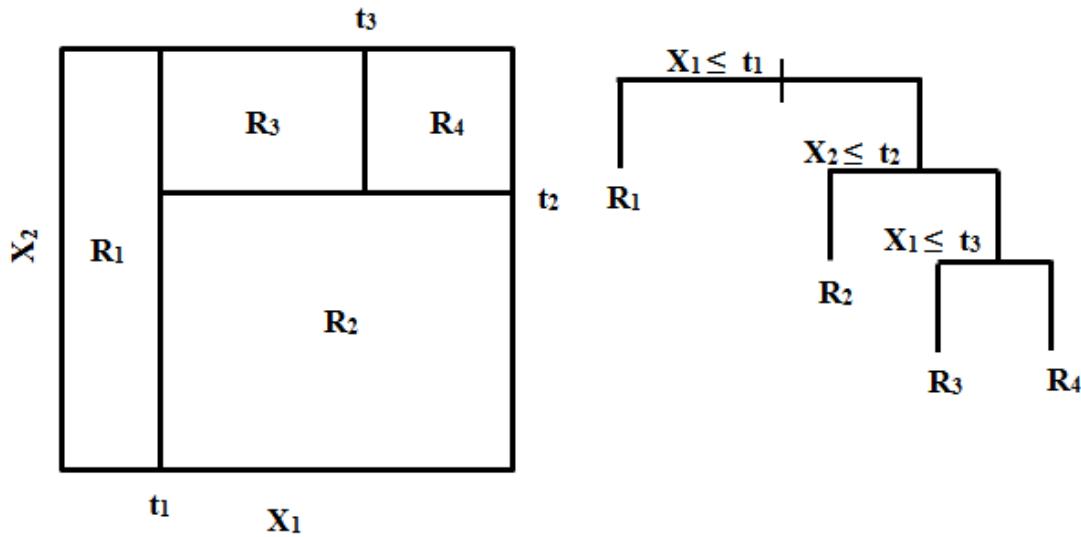 t₃
R₃
R₄
t₂
X₂
R₁
R₂
t₁
X₁
X₁ ≤ t₁
R₁
X₂ ≤ t₂
R₂
X₁ ≤ t₃
R₃
R₄